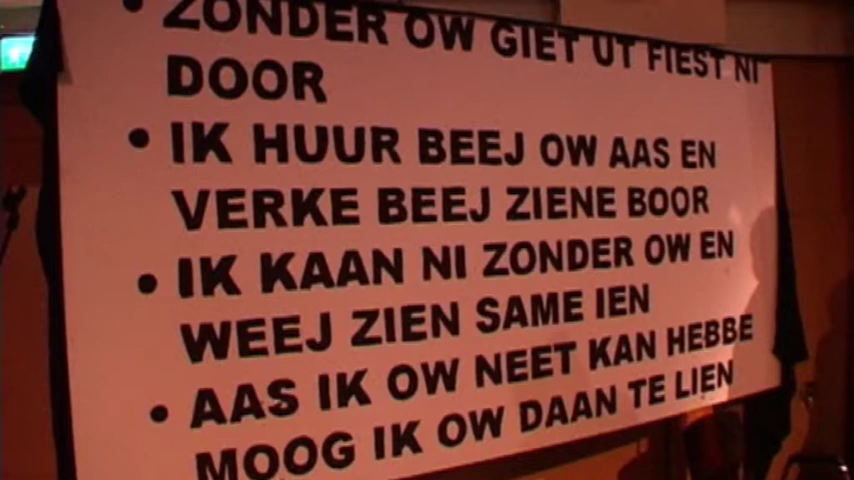 • ZONDER OW GIET UT FIEST NI
DOOR
• IK HUUR BEEJ OW AAS EN
VERKE BEEJ ZIENE BOOR
• IK KAAN NI ZONDER OW EN
WEEJ ZIEN SAME IEN
• AAS IK OW NEET KAN HEBBE
MOOG IK OW DAAN TE LIEN